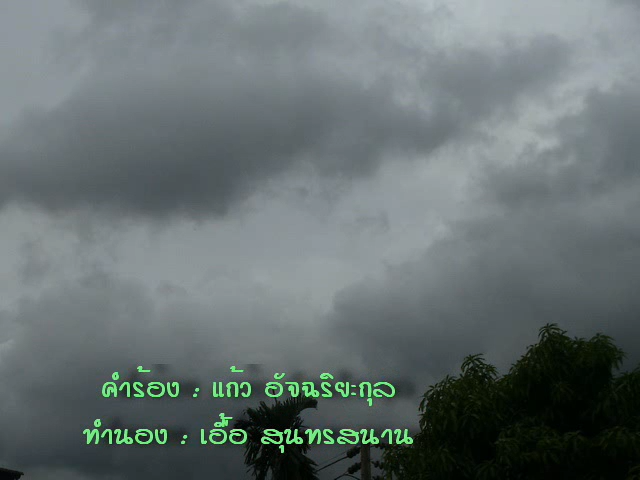 คำร้อง : แก้ว อัจฉริยะกุล
ทำนอง : เอื้อ สุนทรสนาน